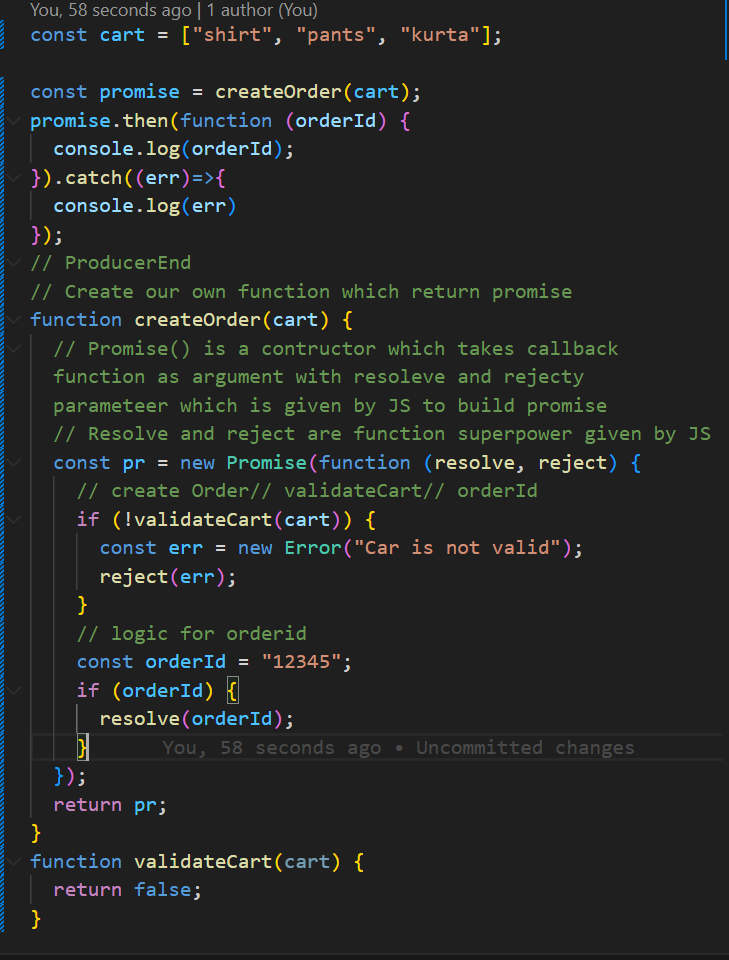 You, 58 seconds ago | 1 author (You)
const cart = ["shirt", "pants", "kurta"];
const promise = createOrder(cart);
promise.then(function (orderId) {
  console.log(orderId);
}).catch((err)=>{
  console.log(err)
});
// ProducerEnd
// Create our own function which return promise
function createOrder(cart) {
  // Promise() is a contructor which takes callback
  function as argument with resoleve and rejecty
  parameteer which is given by JS to build promise
  // Resolve and reject are function superpower given by JS
  const pr = new Promise(function (resolve, reject) {
    // create Order// validateCart// orderId
    if (!validateCart(cart)) {
      const err = new Error("Car is not valid");
      reject(err);
    }
    // logic for orderid
    const orderId = "12345";
    if (orderId) {
      resolve(orderId);
    }       You, 58 seconds ago • Uncommitted changes
  });
  return pr;
}
function validateCart(cart) {
  return false;
}